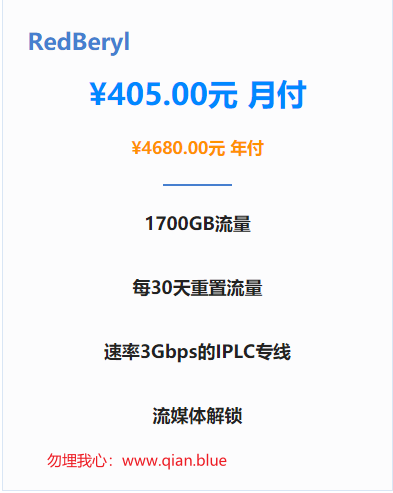 RedBeryl
¥405.00元 月付
¥4680.00元 年付
1700GB流量
每30天重置流量
速率3Gbps的IPLC专线
流媒体解锁
勿埋我心：www.qian.blue